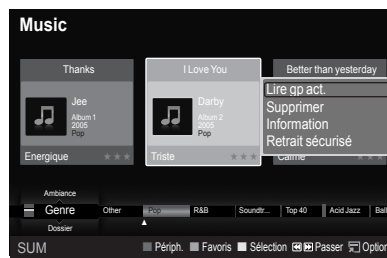 Music
Thanks
I Love You
Better than yesterday
Jee
Album 1
2005
Pop
Darby
Album 2
2005
Pop
Lire gp act.
Supprimer
Information
Retrait sécurisé
Energique
Triste
Calme
Ambiance
Genre
Other
Pop
R&B
Soundtr...
Top 40
Acid Jazz
Ball
Dossier
SUM
Périph.
Favoris
Sélection
Passer
Option